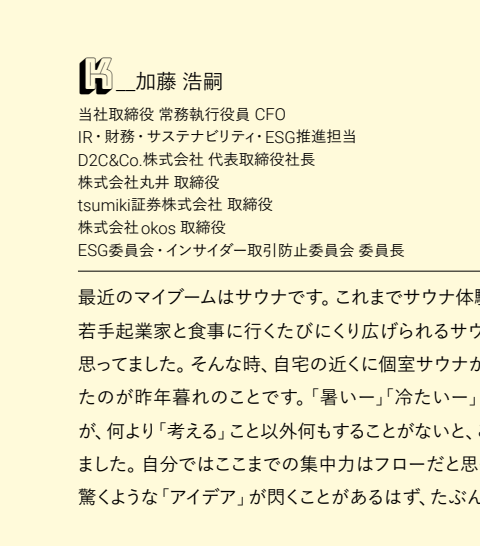 K__加藤 浩嗣
当社取締役 常務執行役員 CFO
IR・財務・サステナビリティ・ESG推進担当
D2C&Co.株式会社 代表取締役社長
株式会社丸井 取締役
tsumiki証券株式会社 取締役
株式会社okos 取締役
ESG委員会・インサイダー取引防止委員会 委員長
最近のマイブームはサウナです。これまでサウナ体験
若手起業家と食事に行くたびにくり広げられるサウ
思ってました。そんな時、自宅の近くに個室サウナが
たのが昨年暮れのことです。「暑いー」「冷たいー」
が、何より「考える」こと以外何もすることがないと、
ました。自分ではここまでの集中力はフローだと思
驚くような「アイデア」が閃くことがあるはず、たぶん